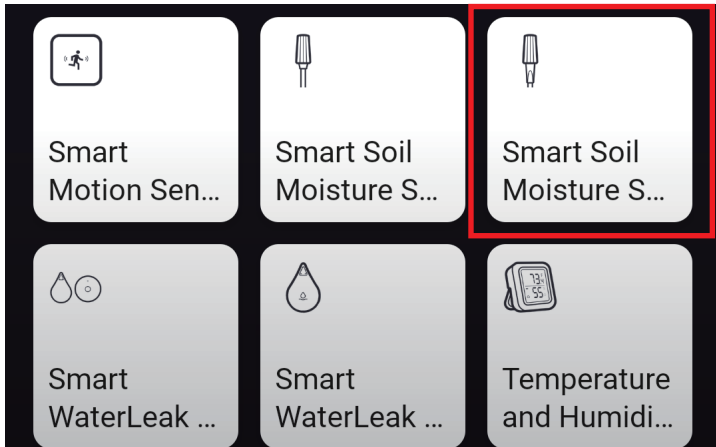 Smart
Motion Sen...
Smart Soil
Moisture S...
Smart Soil
Moisture S...
73
55
Smart
WaterLeak ...
Smart
WaterLeak ...
Temperature
and Humidi...